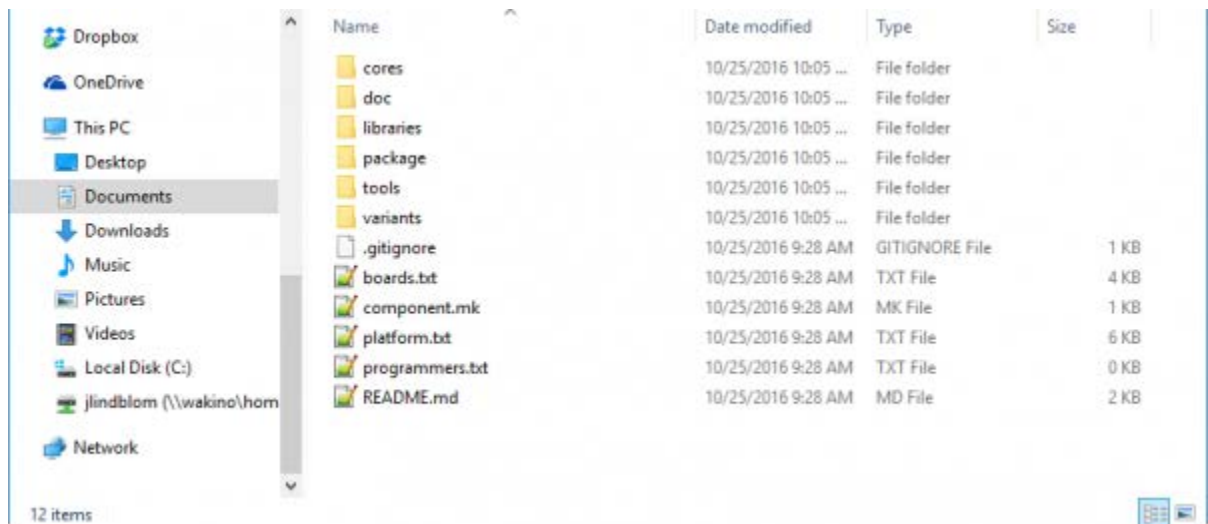 Dropbox
OneDrive
This PC
Desktop
Documents
Downloads
Music
Pictures
Videos
Local Disk (C:)
jlindblom (\\wakino\hom
Network
Name Date modified Type Size
cores 10/25/2016 10:05 ... File folder
doc 10/25/2016 10:05 ... File folder
libraries 10/25/2016 10:05 ... File folder
package 10/25/2016 10:05 ... File folder
tools 10/25/2016 10:05 ... File folder
variants 10/25/2016 10:05 ... File folder
.gitignore 10/25/2016 9:28 AM GITIGNORE File 1 KB
boards.txt 10/25/2016 9:28 AM TXT File 4 KB
component.mk 10/25/2016 9:28 AM MK File 1 KB
platform.txt 10/25/2016 9:28 AM TXT File 6 KB
programmers.txt 10/25/2016 9:28 AM TXT File 0 KB
README.md 10/25/2016 9:28 AM MD File 2 KB
12 items